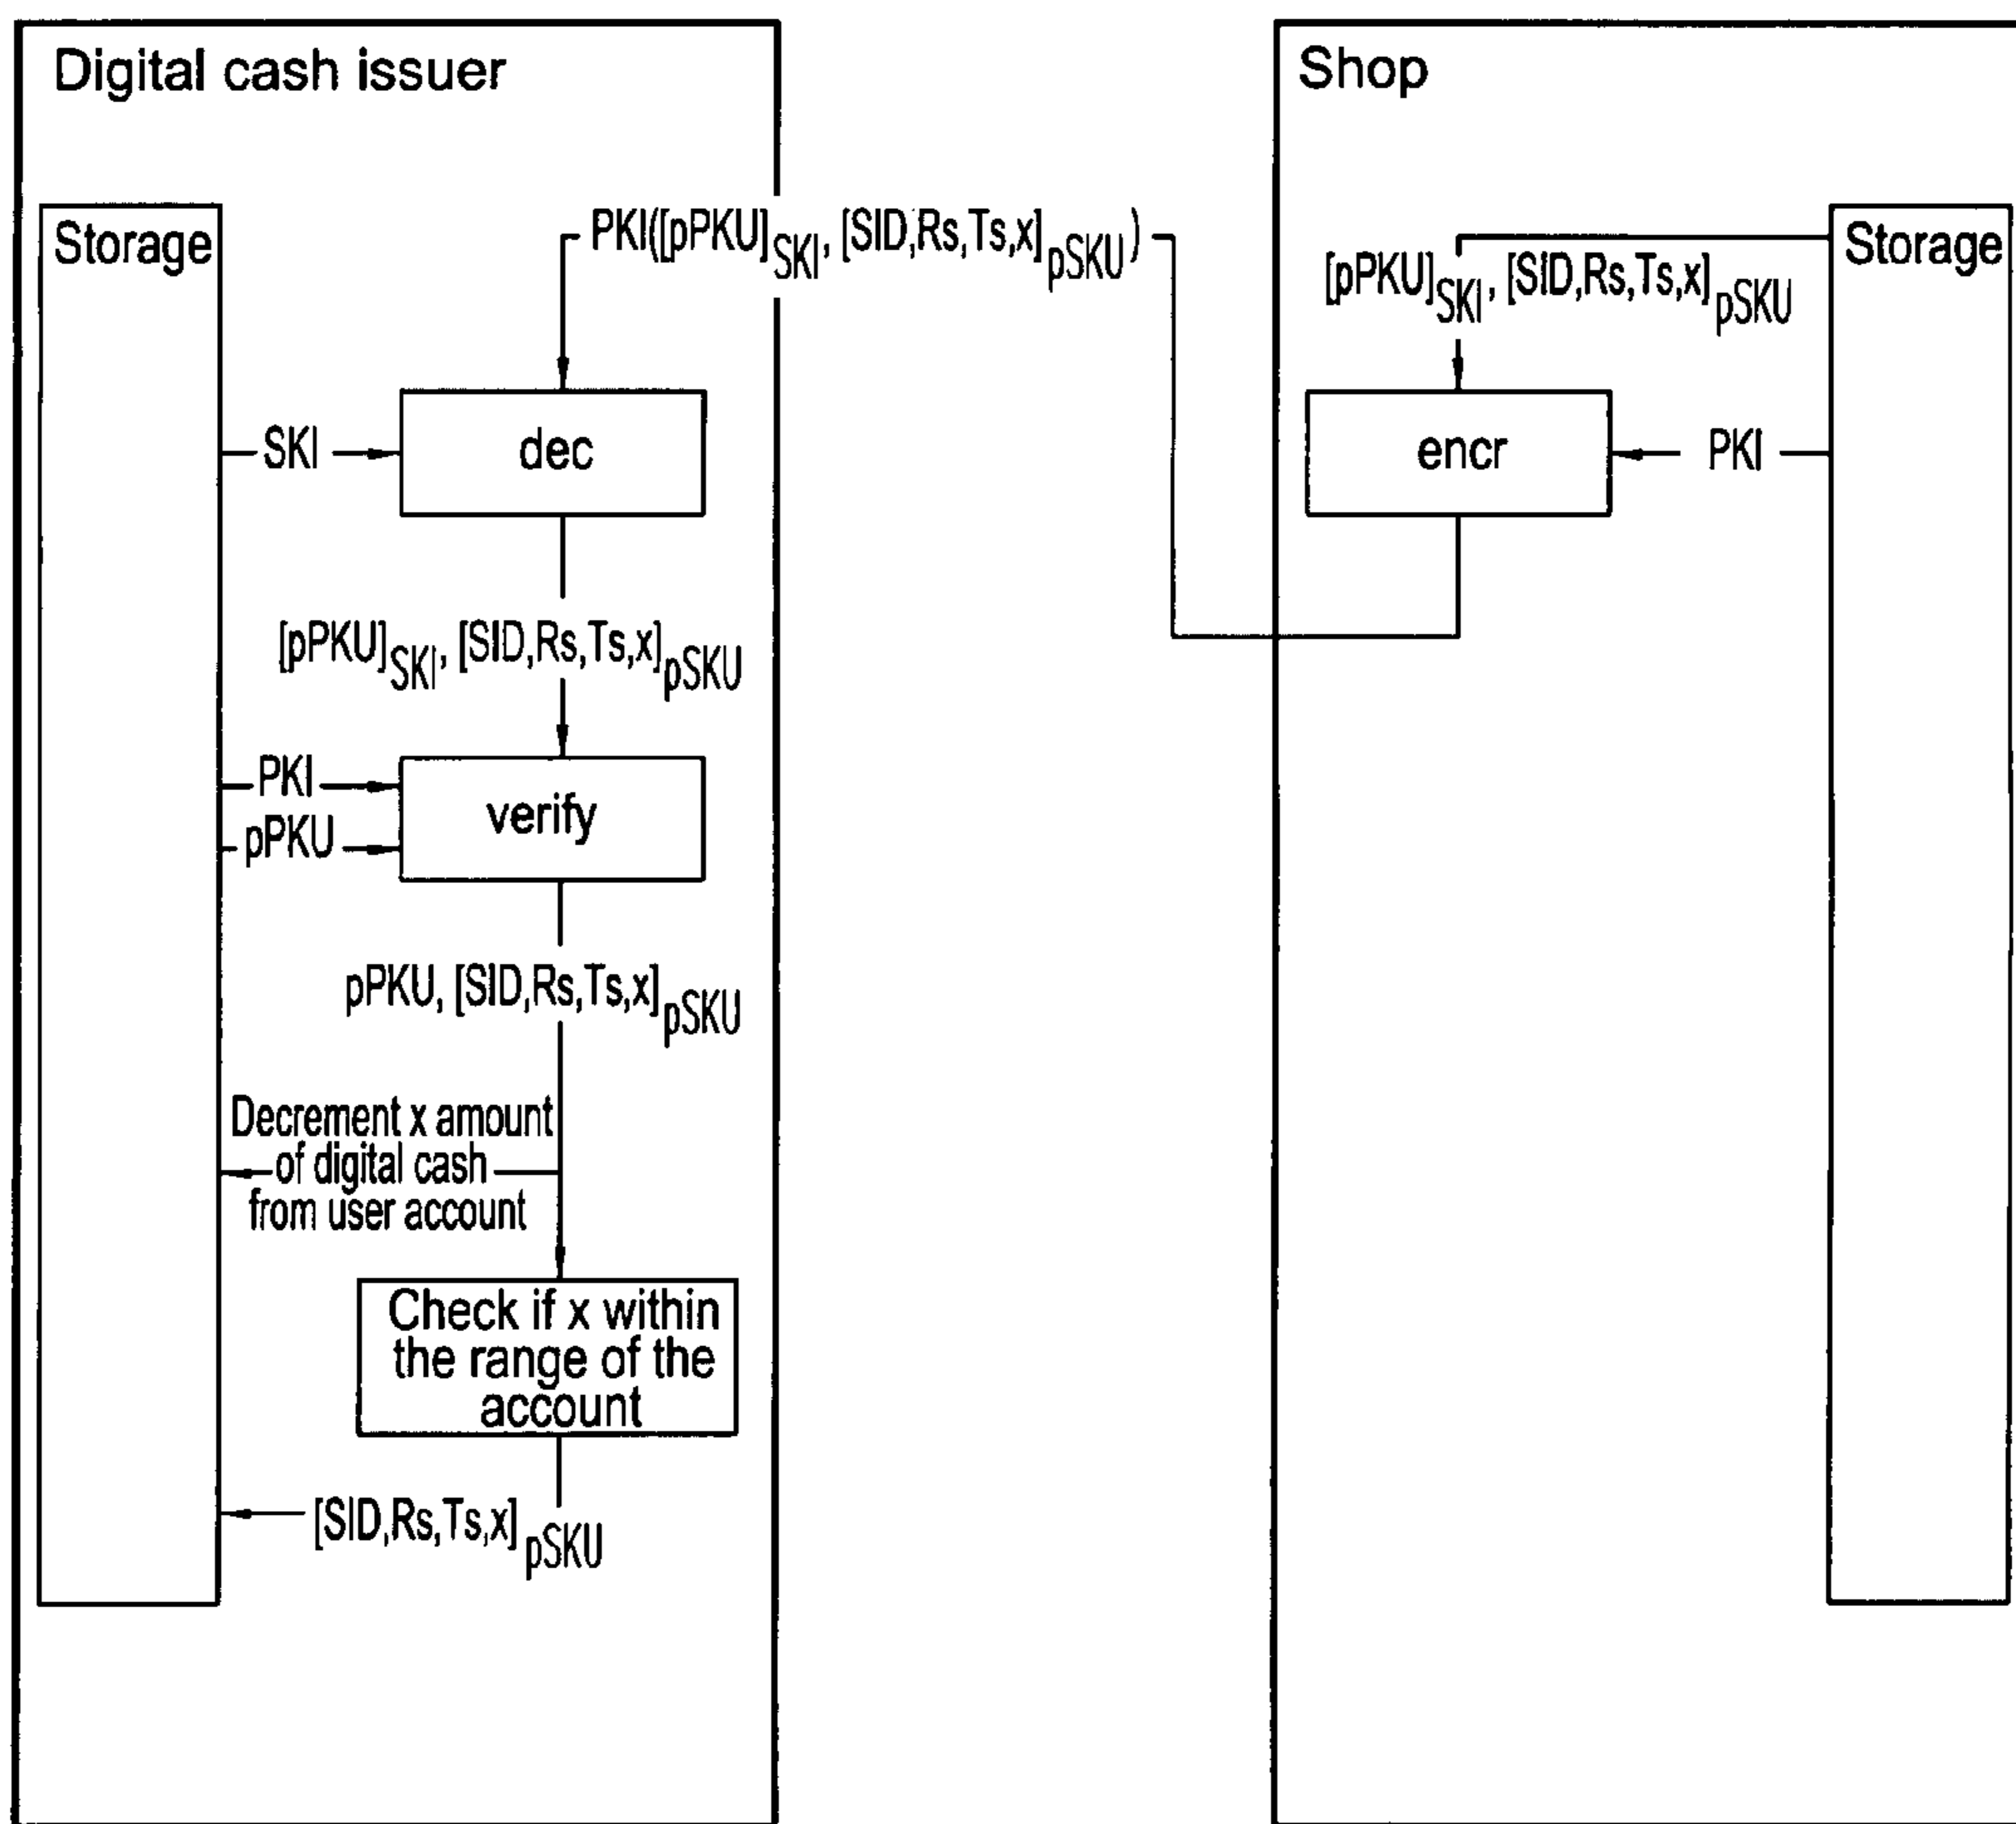 Digital cash issuer
Storage
PKI([pPKU]SKI, [SID,Rs,Ts,x]pSKU)
SKI
dec
[pPKU]SKI, [SID,Rs,Ts,x]pSKU
PKI
pPKU
verify
pPKU, [SID,Rs,Ts,x]pSKU
Decrement x amount
of digital cash
from user account
Check if x within
the range of the
account
[SID,Rs,Ts,x]pSKU
Shop
Storage
[pPKU]SKI, [SID,Rs,Ts,x]pSKU
encr
PKI